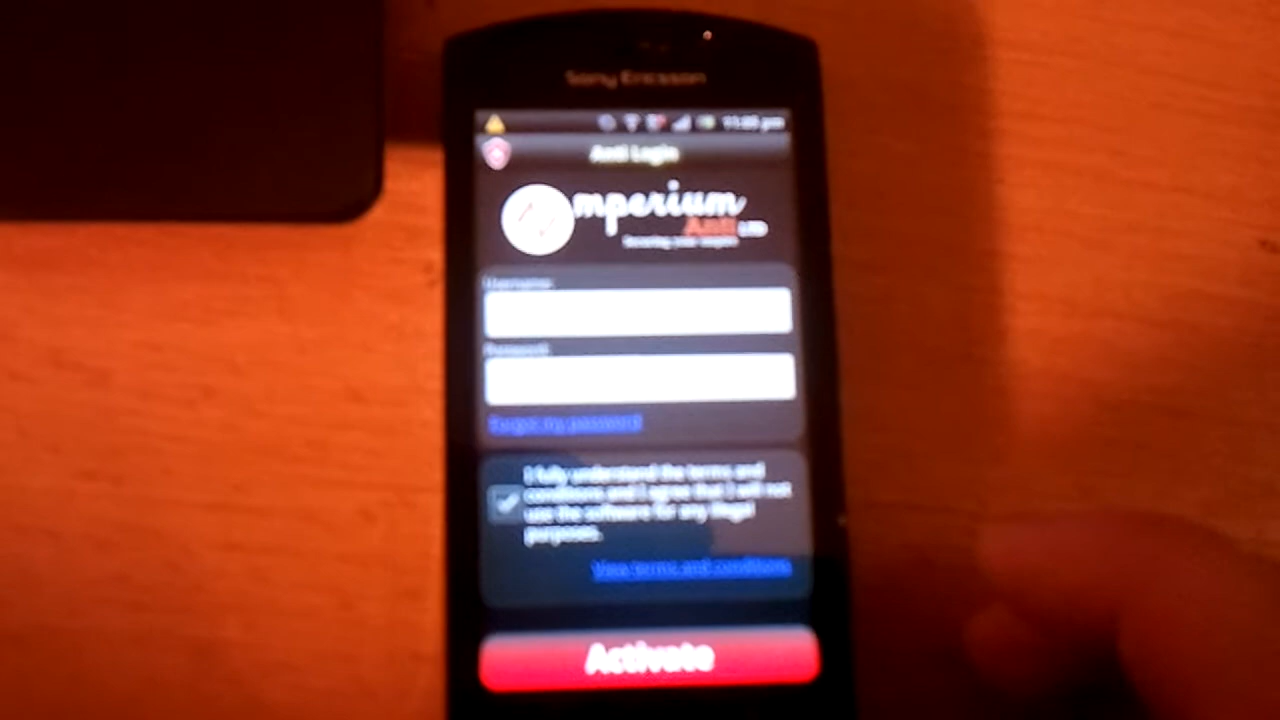 Sony Ericsson
Anti Login
mperium
Anti LTD
Username
Password
Forgot my password
I fully understand the terms and
conditions and I agree that I will not
use the software for any illegal
purposes.
View terms and conditions
Activate